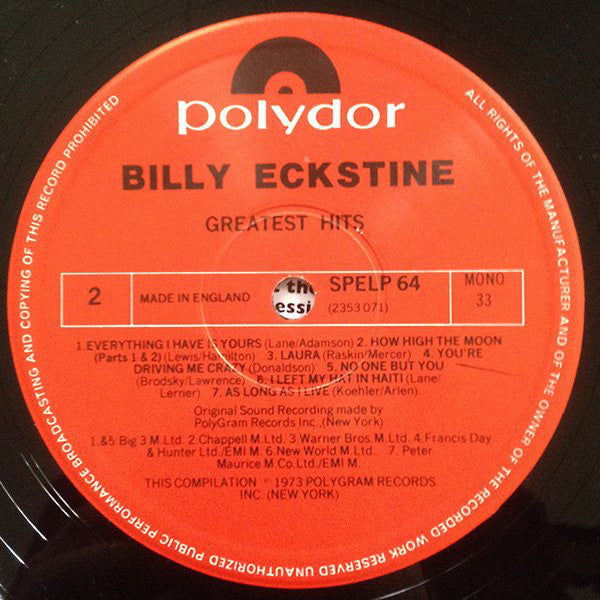 polydor
BILLY ECKSTINE
GREATEST HITS
2
MADE IN ENGLAND
the
essi
SPELP 64
(2353 071)
MONO
33
1.EVERYTHING I HAVE IS YOURS (Lane/Adamson) 2. HOW HIGH THE MOON
(Parts 1 & 2) (Lewis/Hamilton) 3. LAURA (Raskin/Mercer) 4. YOU'RE
DRIVING ME CRAZY (Donaldson) 5. NO ONE BUT YOU
(Brodsky/Lawrence) 6. I LEFT MY HAT IN HAITI (Lane/
Lerner) 7. AS LONG AS I LIVE (Koehler/Arlen).
Original Sound Recording made by
PolyGram Records Inc.,(New York)
1.&5.Big 3 M.Ltd. 2.Chappell M.Ltd. 3.Warner Bros. M.Ltd. 4.Francis Day
& Hunter Ltd./EMI M. 6.New World M.Ltd. 7. Peter
Maurice M.Co.Ltd./EMI M.
THIS COMPILATION ℗ 1973 POLYGRAM RECORDS
INC. (NEW YORK)
ALL RIGHTS OF THE MANUFACTURER AND OF THE OWNER OF THE RECORDED WORK RESERVED UNAUTHORIZED PUBLIC PERFORMANCE BROADCASTING AND COPYING OF THIS RECORD PROHIBITED